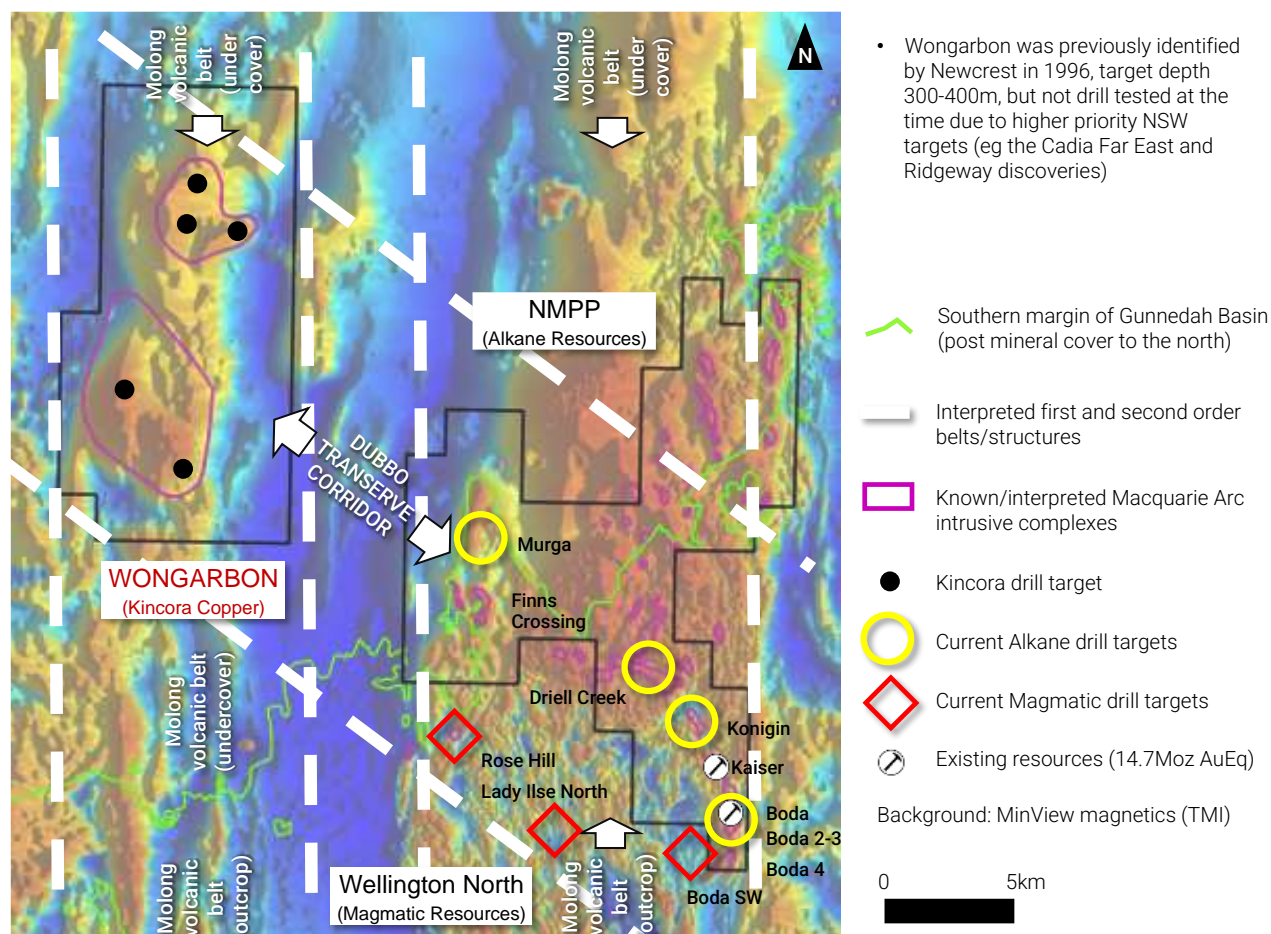 Molong
volcanic
belt
(under
cover)
Molong
volcanic
belt
(under
cover)
N
NMPP
(Alkane Resources)
DUBBO
TRANSERVE
CORRIDOR
Murga
WONGARBON
(Kincora Copper)
Finns
Crossing
Driell Creek
Konigin
Molong
volcanic belt
(undercover)
Rose Hill
Kaiser
Lady Ilse North
Boda
Boda 2-3
Boda 4
Boda SW
Molong
volcanic
belt
outcrop)
Wellington North
(Magmatic Resources)
Molong
volcanic
belt
outcrop)
• Wongarbon was previously identified
by Newcrest in 1996, target depth
300-400m, but not drill tested at the
time due to higher priority NSW
targets (eg the Cadia Far East and
Ridgeway discoveries)
Southern margin of Gunnedah Basin
(post mineral cover to the north)
Interpreted first and second order
belts/structures
Known/interpreted Macquarie Arc
intrusive complexes
Kincora drill target
Current Alkane drill targets
Current Magmatic drill targets
Existing resources (14.7Moz AuEq)
Background: MinView magnetics (TMI)
0 5km